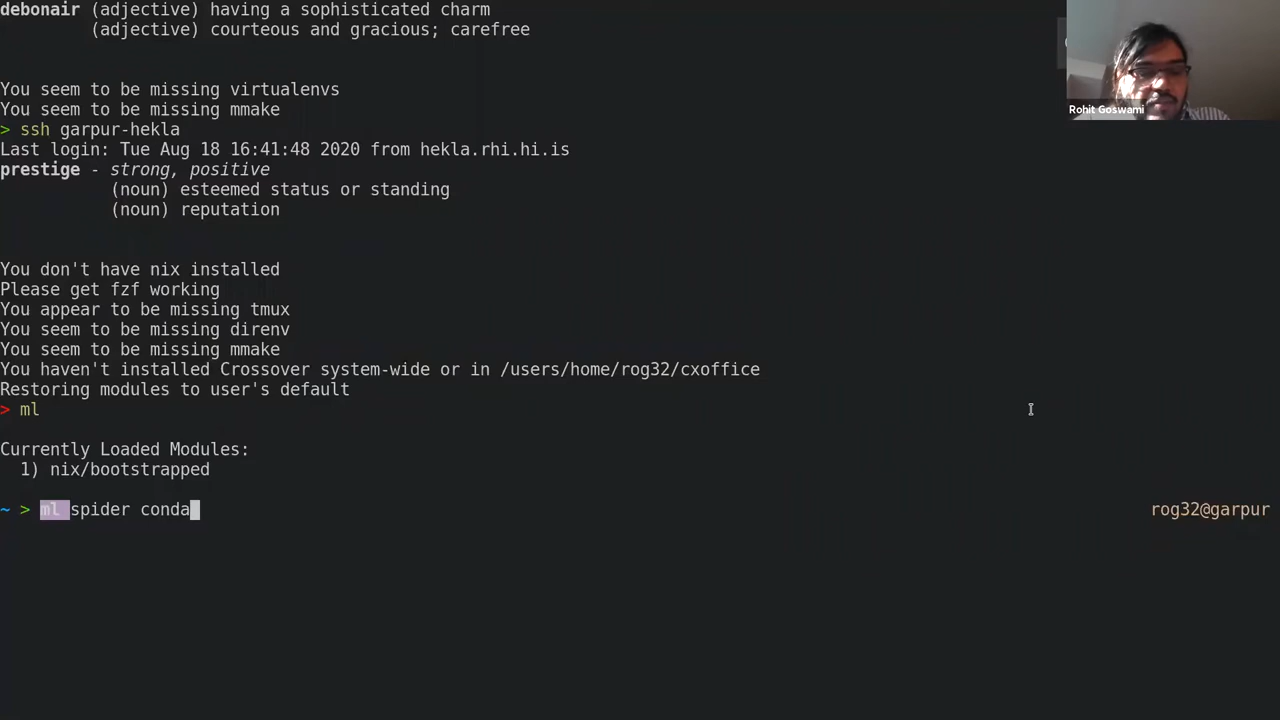 debonair (adjective) having a sophisticated charm
(adjective) courteous and gracious; carefree
You seem to be missing virtualenvs
You seem to be missing mmake
> ssh garpur-hekla
Last login: Tue Aug 18 16:41:48 2020 from hekla.rhi.hi.is
prestige - strong, positive
(noun) esteemed status or standing
(noun) reputation
You don't have nix installed
Please get fzf working
You appear to be missing tmux
You seem to be missing direnv
You seem to be missing mmake
You haven't installed Crossover system-wide or in /users/home/rog32/cxoffice
Restoring modules to user's default
> ml
Currently Loaded Modules:
1) nix/bootstrapped
~ > ml spider conda rog32@garpur
Rohit Goswami